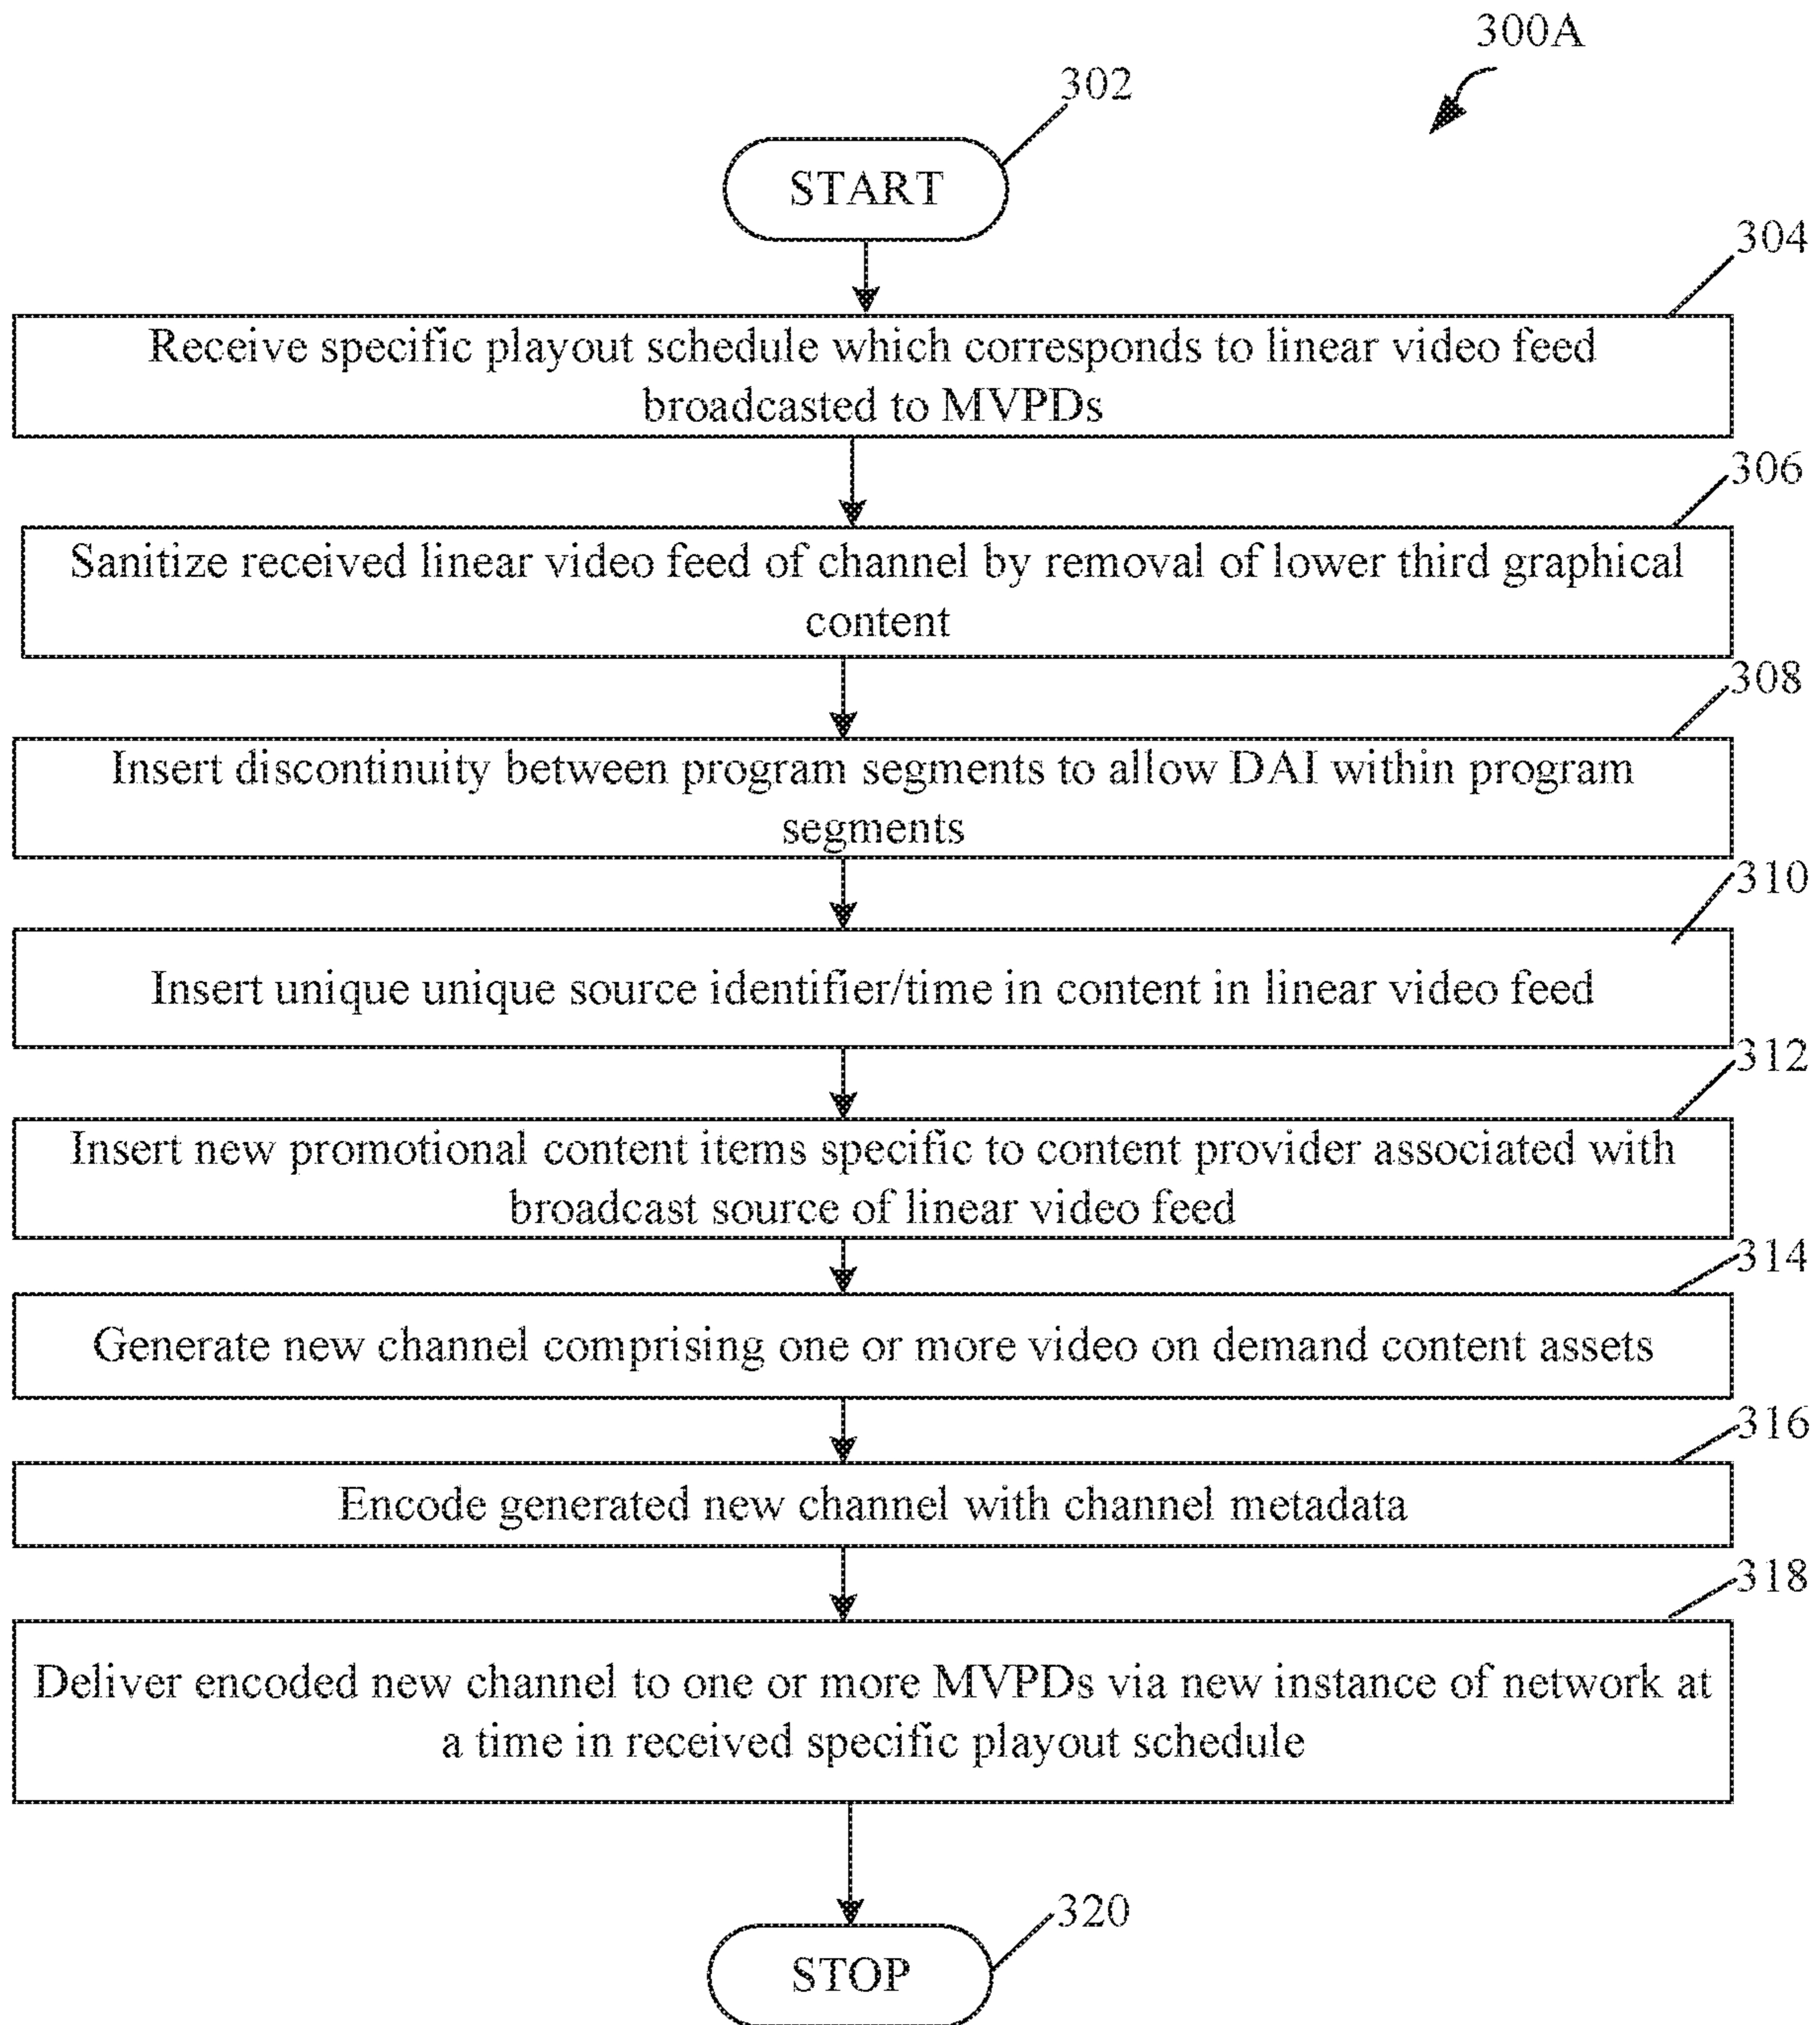 300A
302
START
304
Receive specific playout schedule which corresponds to linear video feed
broadcasted to MVPDs
306
Sanitize received linear video feed of channel by removal of lower third graphical
content
308
Insert discontinuity between program segments to allow DAI within program
segments
310
Insert unique unique source identifier/time in content in linear video feed
312
Insert new promotional content items specific to content provider associated with
broadcast source of linear video feed
314
Generate new channel comprising one or more video on demand content assets
316
Encode generated new channel with channel metadata
318
Deliver encoded new channel to one or more MVPDs via new instance of network at
a time in received specific playout schedule
320
STOP